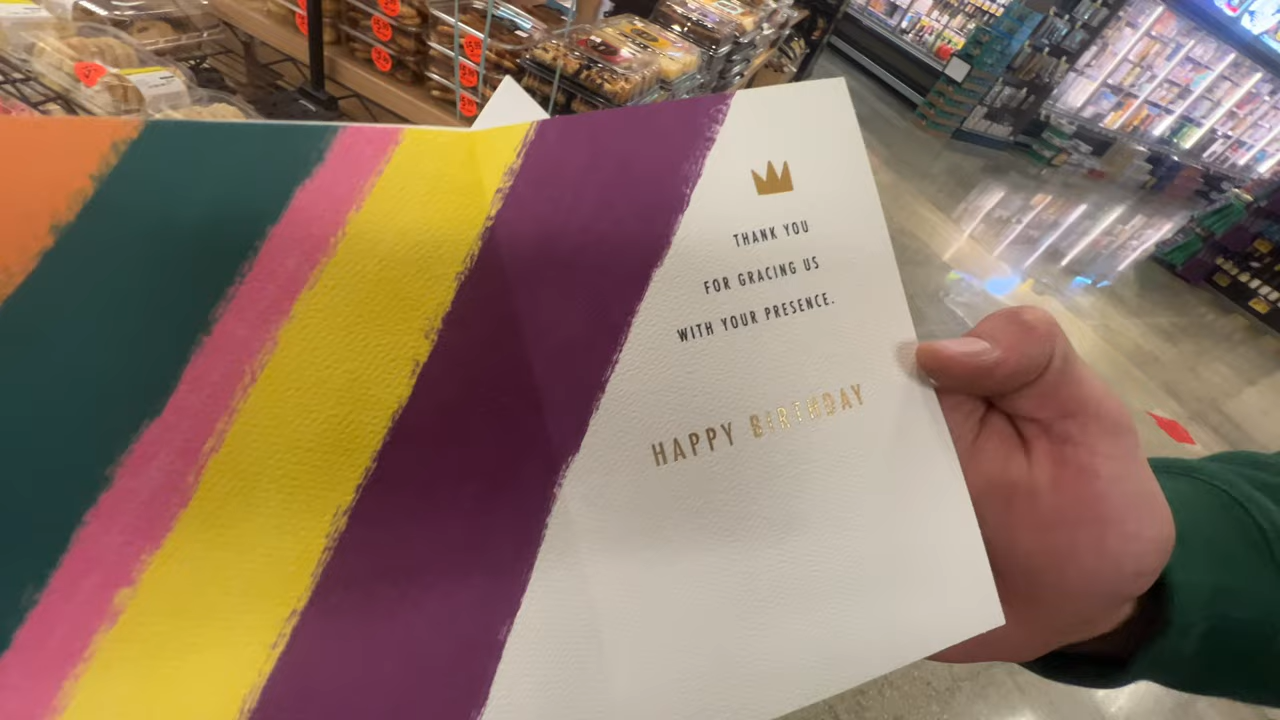 THANK YOU
FOR GRACING US
WITH YOUR PRESENCE.
HAPPY BIRTHDAY